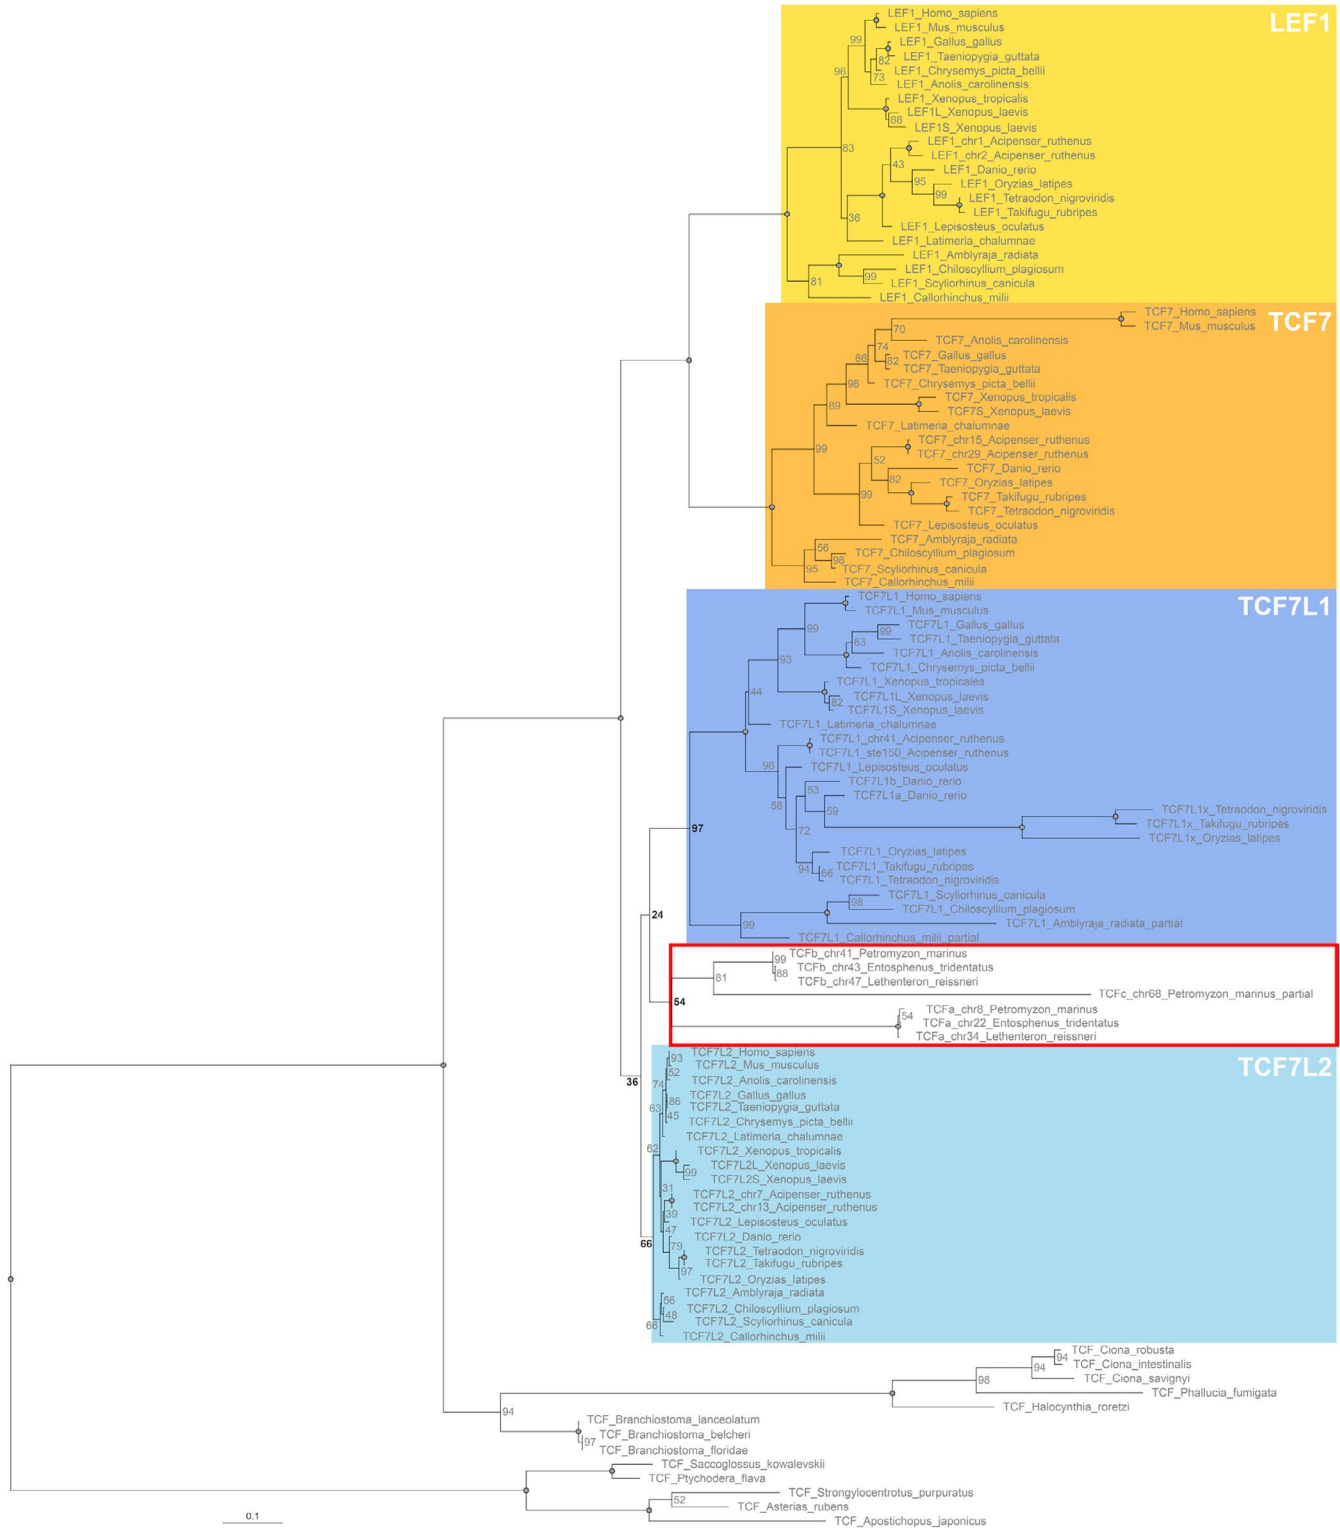 LEF1
LEF1_Homo_sapiens
LEF1_Mus_musculus
99
LEF1_Gallus_gallus
LEF1_Taeniopygia_guttata
82
LEF1_Chrysemys_picta_bellii
96
73
LEF1_Anolis_carolinensis
LEF1_Xenopus_tropicalis
LEF1L_Xenopus_laevis
88
LEF1S_Xenopus_laevis
LEF1_chr1_Acipenser_ruthenus
83
LEF1_chr2_Acipenser_ruthenus
43
LEF1_Danio_rerio
95
LEF1_Oryzias_latipes
99
LEF1_Tetraodon_nigroviridis
LEF1_Takifugu_rubripes
36
LEF1_Lepisosteus_oculatus
LEF1_Latimeria_chalumnae
LEF1_Amblyraja_radiata
LEF1_Chiloscyllium_plagiosum
99
81
LEF1_Scyliorhinus_canicula
LEF1_Callorhinchus_milii
TCF7
TCF7_Homo_sapiens
TCF7_Mus_musculus
70
TCF7_Anolis_carolinensis
74
TCF7_Gallus_gallus
86
82
TCF7_Taeniopygia_guttata
98
TCF7_Chrysemys_picta_bellii
TCF7_Xenopus_tropicalis
89
TCF7S_Xenopus_laevis
TCF7_Latimeria_chalumnae
TCF7_chr15_Acipenser_ruthenus
99
TCF7_chr29_Acipenser_ruthenus
52
TCF7_Danio_rerio
82
TCF7_Oryzias_latipes
99
TCF7_Takifugu_rubripes
TCF7_Tetraodon_nigroviridis
TCF7_Lepisosteus_oculatus
TCF7_Amblyraja_radiata
56
TCF7_Chiloscyllium_plagiosum
98
95
TCF7_Scyliorhinus_canicula
TCF7_Callorhinchus_milii
TCF7L1
TCF7L1_Homo_sapiens
TCF7L1_Mus_musculus
99
TCF7L1_Gallus_gallus
99
TCF7L1_Taeniopygia_guttata
63
TCF7L1_Anolis_carolinensis
93
TCF7L1_Chrysemys_picta_bellii
TCF7L1_Xenopus_tropicales
44
TCF7L1L_Xenopus_laevis
82
TCF7L1S_Xenopus_laevis
TCF7L1_Latimeria_chalumnae
TCF7L1_chr41_Acipenser_ruthenus
TCF7L1_ste150_Acipenser_ruthenus
96
TCF7L1_Lepisosteus_oculatus
TCF7L1b_Danio_rerio
53
TCF7L1a_Danio_rerio
58
59
TCF7L1x_Tetraodon_nigroviridis
TCF7L1x_Takifugu_rubripes
97
72
TCF7L1x_Oryzias_latipes
TCF7L1_Oryzias_latipes
94
TCF7L1_Takifugu_rubripes
66
TCF7L1_Tetraodon_nigroviridis
TCF7L1_Scyliorhinus_canicula
98
TCF7L1_Chiloscyllium_plagiosum
24
99
TCF7L1_Amblyraja_radiata_partial
TCF7L1_Callorhinchus_milii_partial
TCFb_chr41_Petromyzon_marinus
99
TCFb_chr43_Entosphenus_tridentatus
88
81
TCFb_chr47_Lethenteron_reissneri
TCFc_chr68_Petromyzon_marinus_partial
54
TCFa_chr8_Petromyzon_marinus
54
TCFa_chr22_Entosphenus_tridentatus
TCFa_chr34_Lethenteron_reissneri
TCF7L2
TCF7L2_Homo_sapiens
93
TCF7L2_Mus_musculus
52
36
74
TCF7L2_Anolis_carolinensis
TCF7L2_Gallus_gallus
86
63
TCF7L2_Taeniopygia_guttata
45
TCF7L2_Chrysemys_picta_bellii
TCF7L2_Latimeria_chalumnae
62
TCF7L2_Xenopus_tropicalis
TCF7L2L_Xenopus_laevis
99
TCF7L2S_Xenopus_laevis
31
TCF7L2_chr7_Acipenser_ruthenus
TCF7L2_chr13_Acipenser_ruthenus
39
TCF7L2_Lepisosteus_oculatus
47
TCF7L2_Danio_rerio
66
79
TCF7L2_Tetraodon_nigroviridis
TCF7L2_Takifugu_rubripes
97
TCF7L2_Oryzias_latipes
TCF7L2_Amblyraja_radiata
56
TCF7L2_Chiloscyllium_plagiosum
48
66
TCF7L2_Scyliorhinus_canicula
TCF7L2_Callorhinchus_milii
TCF_Ciona_robusta
94
TCF_Ciona_intestinalis
94
98
TCF_Ciona_savignyi
TCF_Phallucia_fumigata
TCF_Halocynthia_roretzi
94
TCF_Branchiostoma_lanceolatum
TCF_Branchiostoma_belcheri
97
TCF_Branchiostoma_floridae
TCF_Saccoglossus_kowalevskii
TCF_Ptychodera_flava
TCF_Strongylocentrotus_purpuratus
52
TCF_Asterias_rubens
0.1
TCF_Apostichopus_japonicus